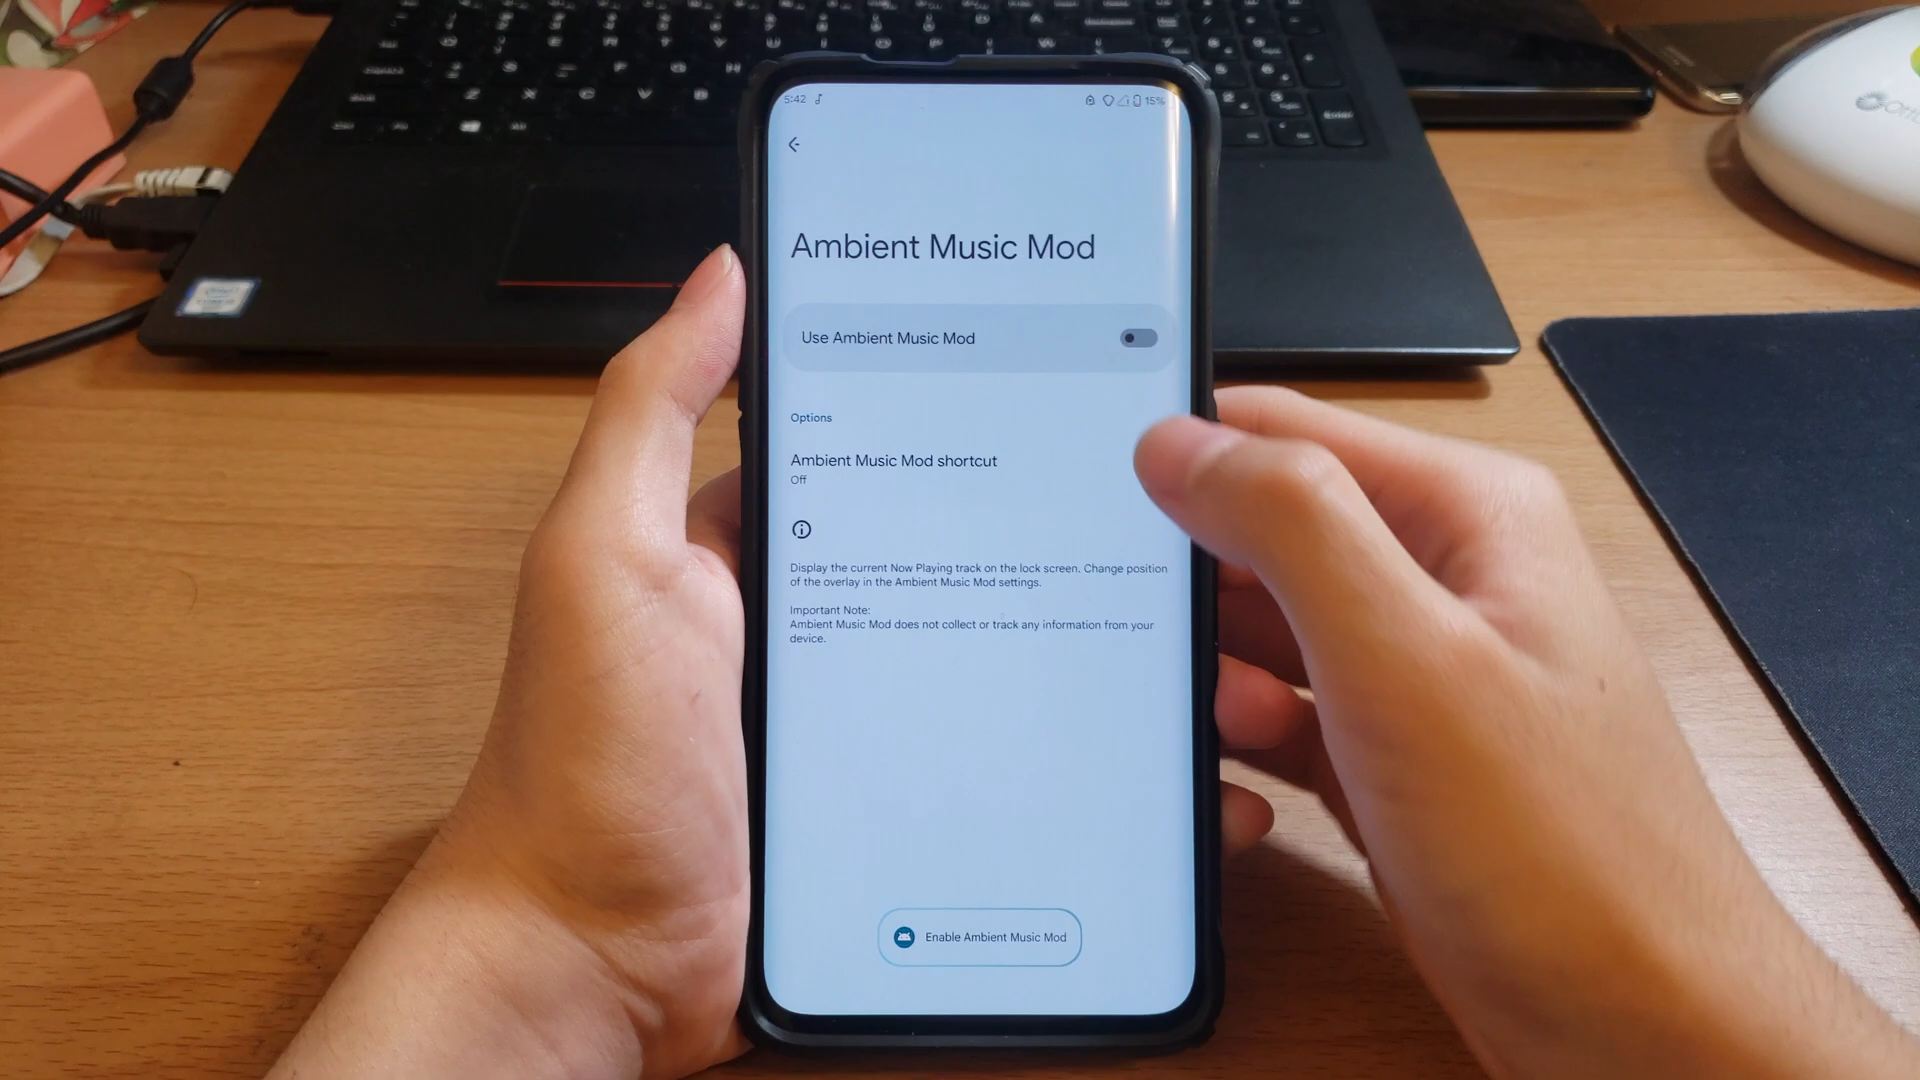 5:42
15%
Ambient Music Mod
Use Ambient Music Mod
Options
Ambient Music Mod shortcut
Off
Display the current Now Playing track on the lock screen. Change position
of the overlay in the Ambient Music Mod settings.
Important Note:
Ambient Music Mod does not collect or track any information from your
device.
Enable Ambient Music Mod
Z X C V B
Enter